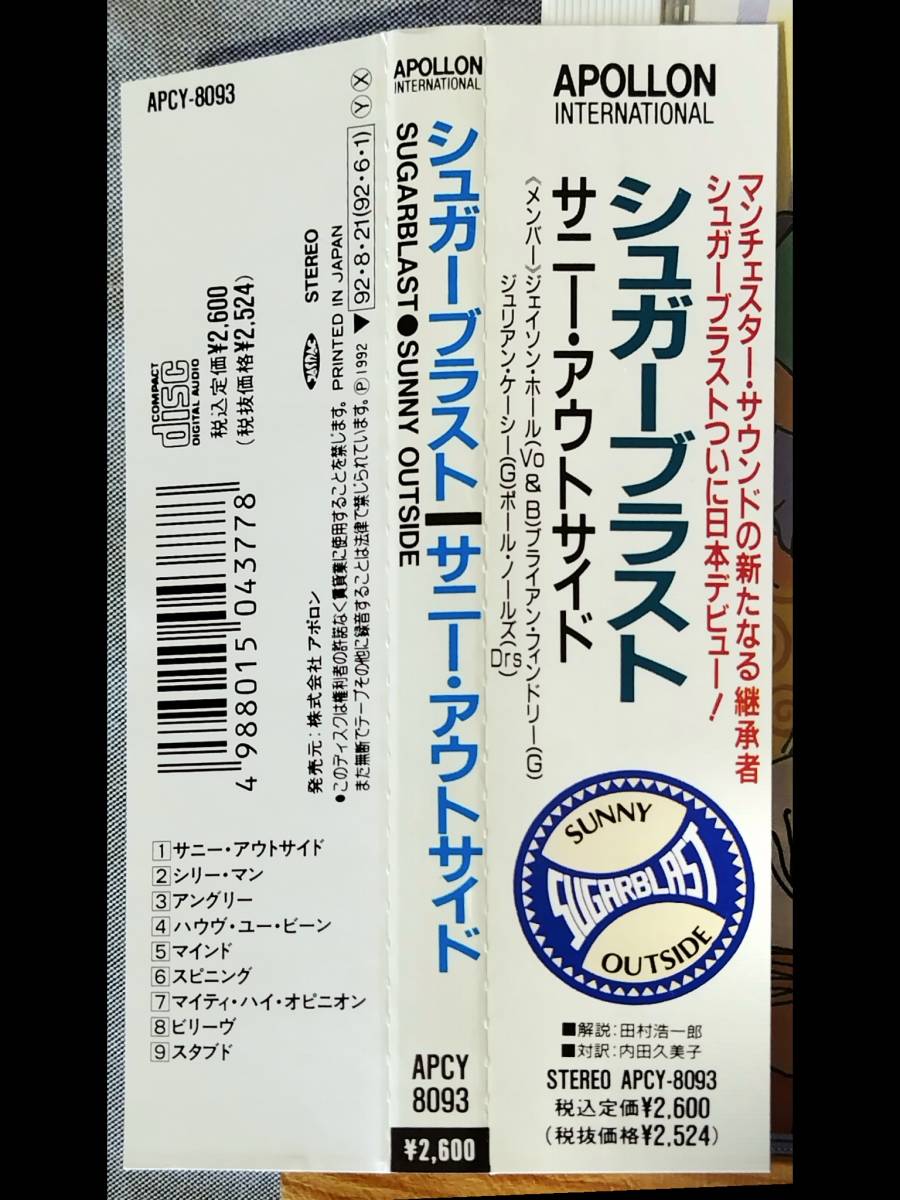 APOLLON
INTERNATIONAL
マンチェスター・サウンドの新たなる継承者
シュガーブラストついに日本デビュー!
シュガーブラスト
サニー・アウトサイド
《メンバー》ジェイソン・ホール(Vo & B)ブライアン・フィンドリー(G)
ジュリアン・ケーシー(G)ポール・ノールズ(Drs)
SUNNY
SUGARBLAST
OUTSIDE
■解説:田村浩一郎
■対訳:内田久美子
STEREO APCY-8093
税込定価¥2,600
(税抜価格¥2,524)
APOLLON
INTERNATIONAL
シュガーブラスト┃サニー・アウトサイド
SUGARBLAST●SUNNY OUTSIDE
APCY
8093
¥2,600
APCY-8093
Ⓨ Ⓧ
▼92・8・21(92・6・1)
STEREO
PRINTED IN JAPAN
COMPACT
disc
DIGITAL AUDIO
税込定価¥2,600
(税抜価格¥2,524)
4 988015 043778
発売元:株式会社 アポロン
●このディスクは権利者の許諾なく賃貸業に使用することを禁じます。
また無断でテープその他に録音することは法律で禁じられています。Ⓟ1992
1 サニー・アウトサイド
2 シリー・マン
3 アングリー
4 ハウヴ・ユー・ビーン
5 マインド
6 スピニング
7 マイティ・ハイ・オピニオン
8 ビリーヴ
9 スタブド